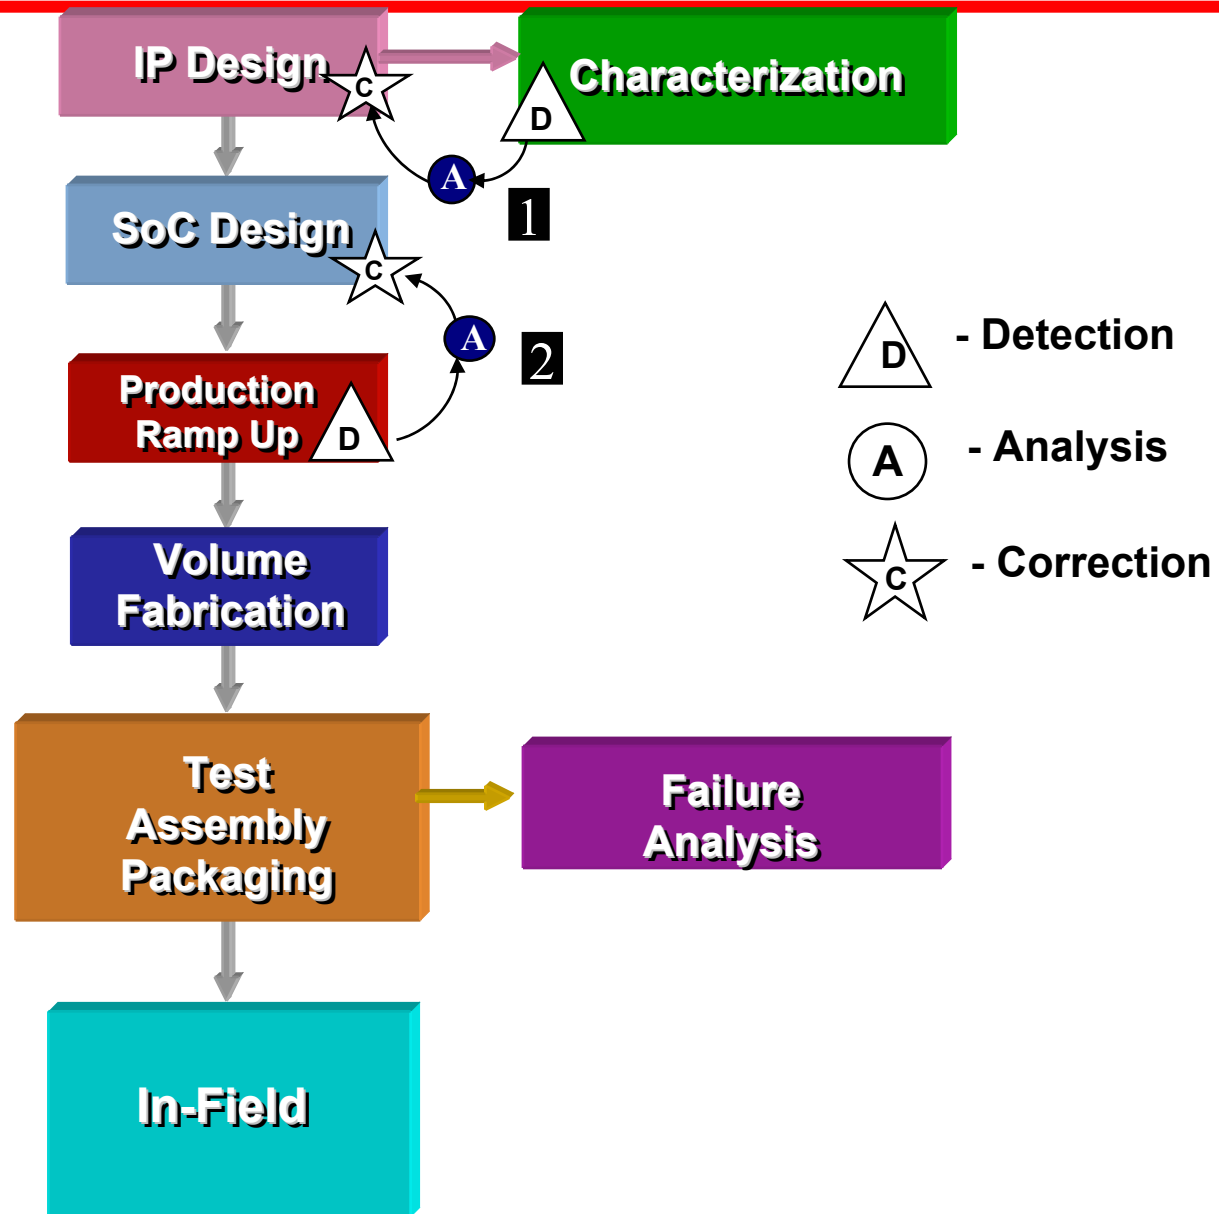 IP Design
C
Characterization
D
A
1
SoC Design
C
A
2
Production
Ramp Up
D
D - Detection
A - Analysis
C - Correction
Volume
Fabrication
Test
Assembly
Packaging
Failure
Analysis
In-Field